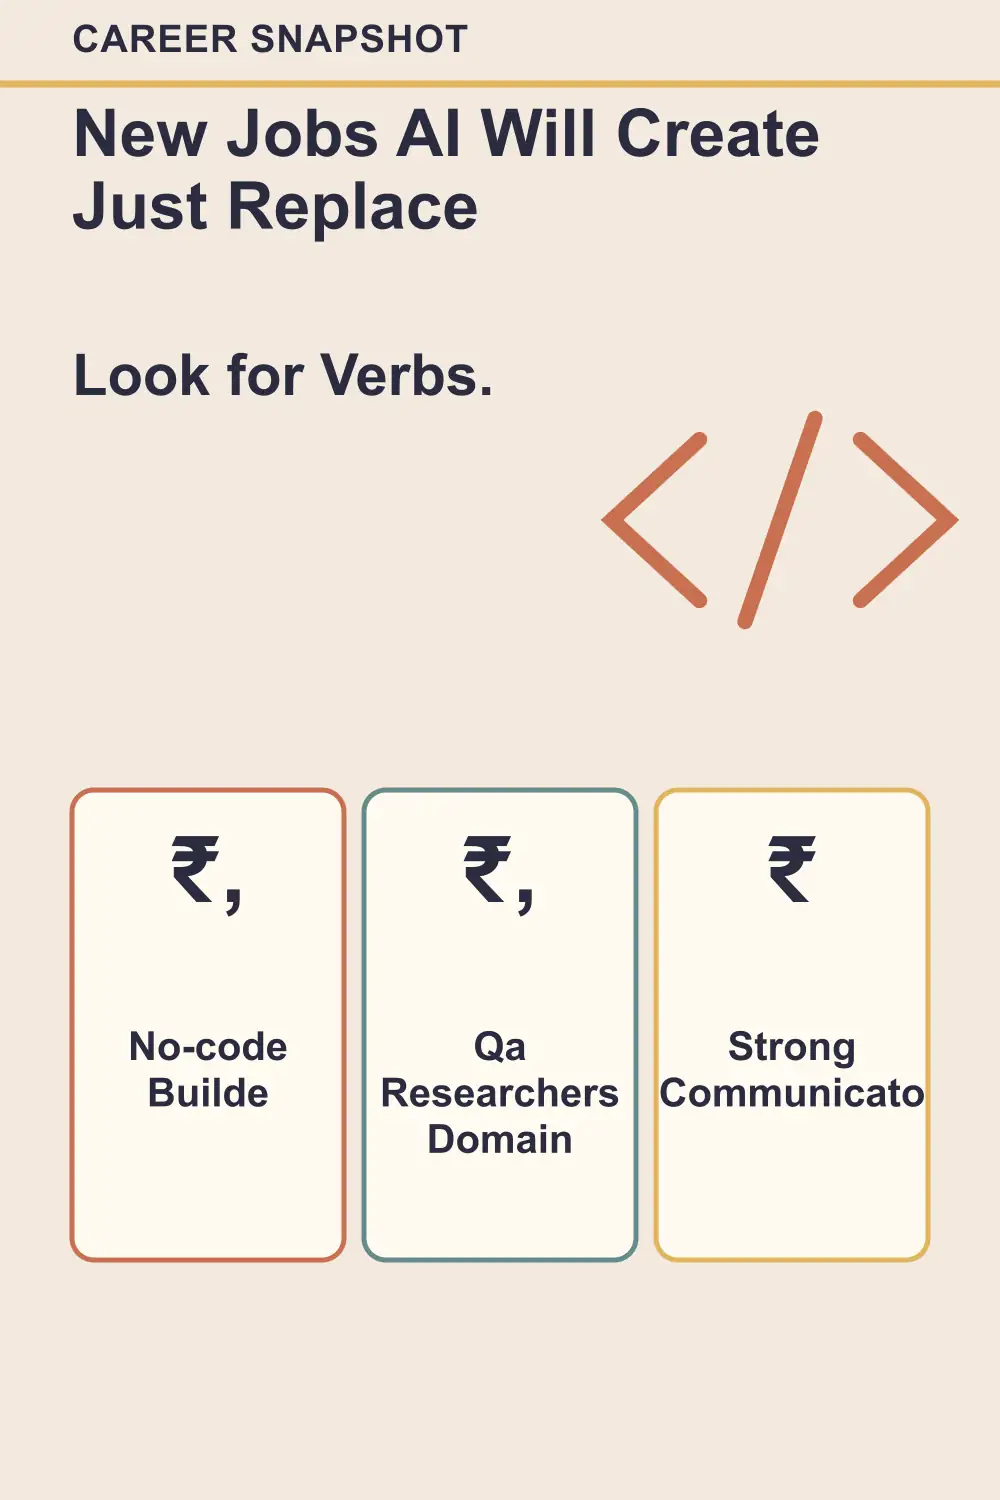 CAREER SNAPSHOT
New Jobs AI Will Create
Just Replace
Look for Verbs.
₹,
No-code
Builde
₹,
Qa
Researchers
Domain
₹
Strong
Communicato